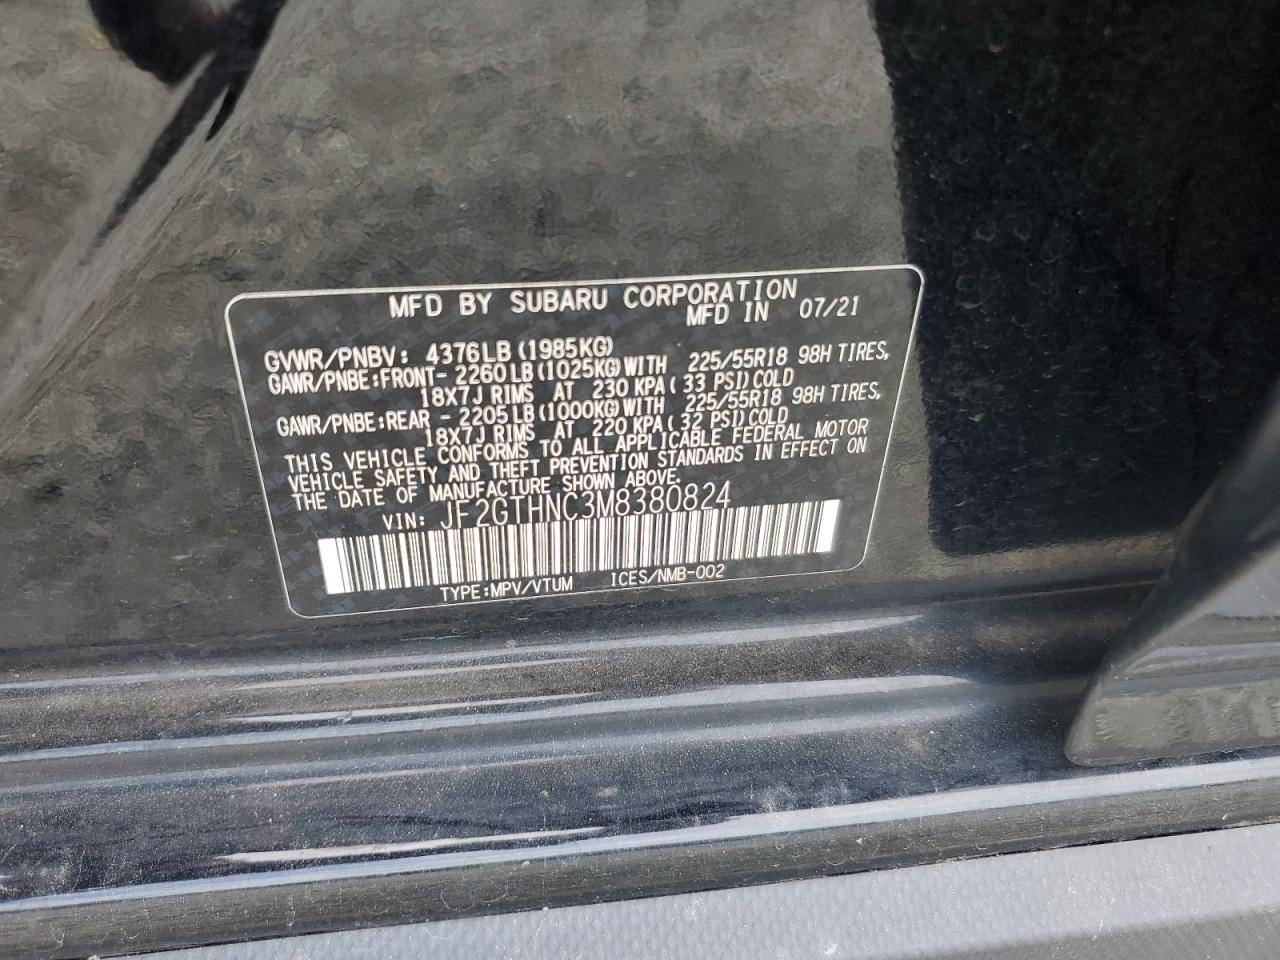 MFD BY SUBARU CORPORATION
MFD IN 07/21
GVWR/PNBV: 4376LB(1985KG)
GAWR/PNBE:FRONT- 2260LB(1025KG)WITH 225/55R18 98H TIRES,
18X7J RIMS AT 230 KPA( 33 PSI)COLD
GAWR/PNBE:REAR - 2205LB(1000KG)WITH 225/55R18 98H TIRES,
18X7J RIMS AT 220 KPA( 32 PSI)COLD
THIS VEHICLE CONFORMS TO ALL APPLICABLE FEDERAL MOTOR
VEHICLE SAFETY AND THEFT PREVENTION STANDARDS IN EFFECT ON
THE DATE OF MANUFACTURE SHOWN ABOVE.
VIN: JF2GTHNC3M8380824
TYPE:MPV/VTUM ICES/NMB-002